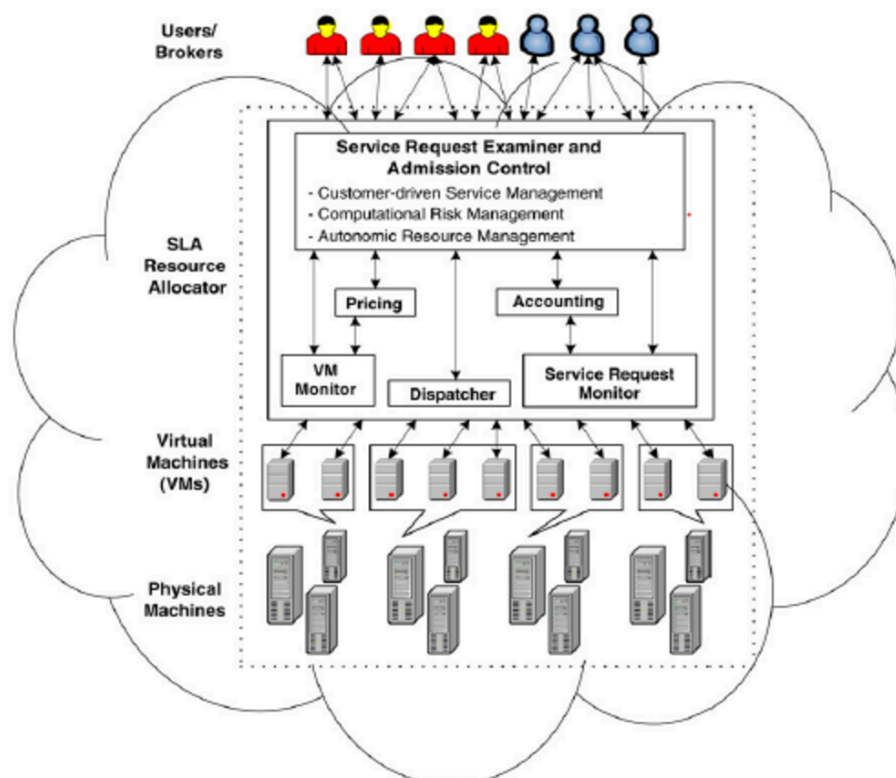 Users/
Brokers
Service Request Examiner and
Admission Control
- Customer-driven Service Management
- Computational Risk Management
- Autonomic Resource Management
SLA
Resource
Allocator
Pricing
Accounting
VM
Monitor
Dispatcher
Service Request
Monitor
Virtual
Machines
(VMs)
Physical
Machines